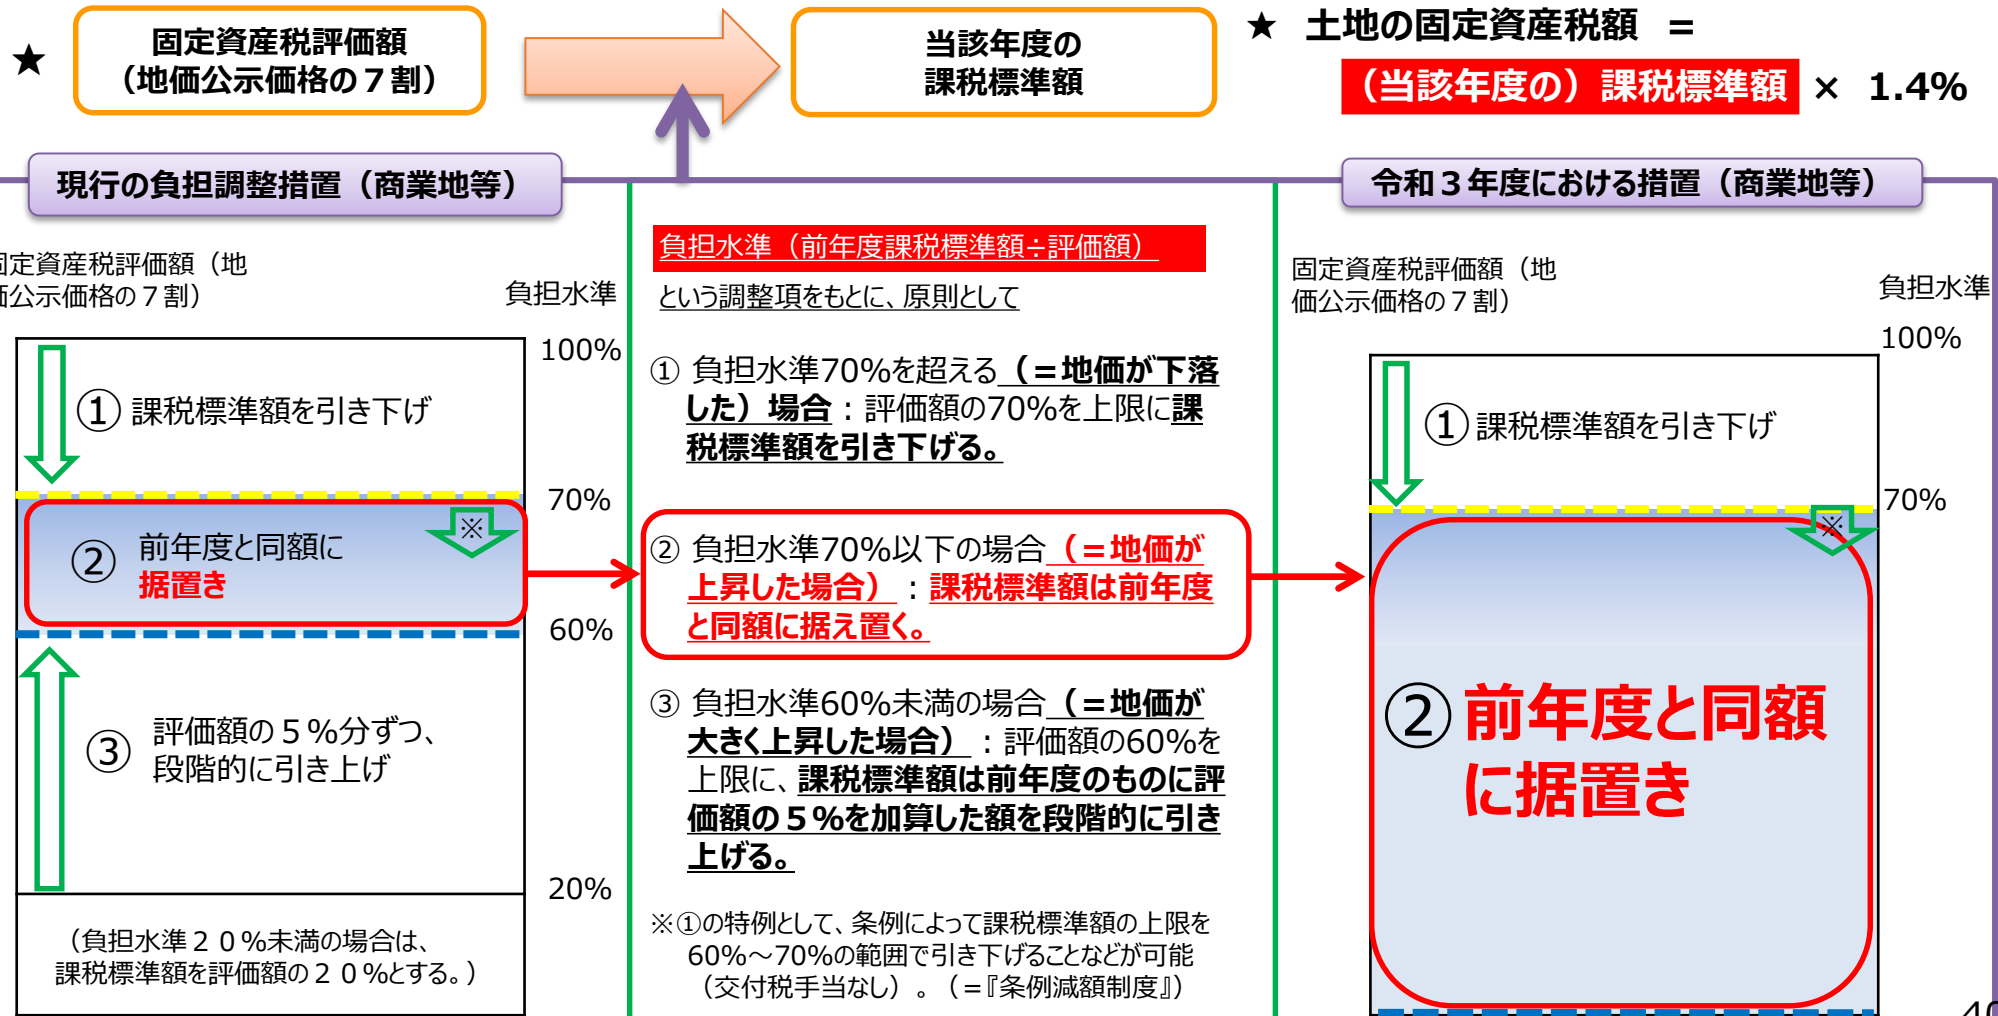 ★
固定資産税評価額
（地価公示価格の７割）
当該年度の
課税標準額
★ 土地の固定資産税額 ＝
（当該年度の）課税標準額 × 1.4%
現行の負担調整措置（商業地等）
固定資産税評価額（地
価公示価格の７割）
負担水準
100%
① 課税標準額を引き下げ
70%
※
② 前年度と同額に
据置き
60%
③ 評価額の５%分ずつ、
段階的に引き上げ
20%
（負担水準２０%未満の場合は、
課税標準額を評価額の２０%とする。）
負担水準（前年度課税標準額÷評価額）
という調整項をもとに、原則として
① 負担水準70%を超える（＝地価が下落
した）場合：評価額の70%を上限に課
税標準額を引き下げる。
② 負担水準70%以下の場合（＝地価が
上昇した場合）：課税標準額は前年度
と同額に据え置く。
③ 負担水準60%未満の場合（＝地価が
大きく上昇した場合）：評価額の60%を
上限に、課税標準額は前年度のものに評
価額の５%を加算した額を段階的に引き
上げる。
※①の特例として、条例によって課税標準額の上限を
60%～70%の範囲で引き下げることなどが可能
（交付税手当なし）。（＝『条例減額制度』）
令和３年度における措置（商業地等）
固定資産税評価額（地
価公示価格の７割）
負担水準
100%
① 課税標準額を引き下げ
70%
※
② 前年度と同額
に据置き